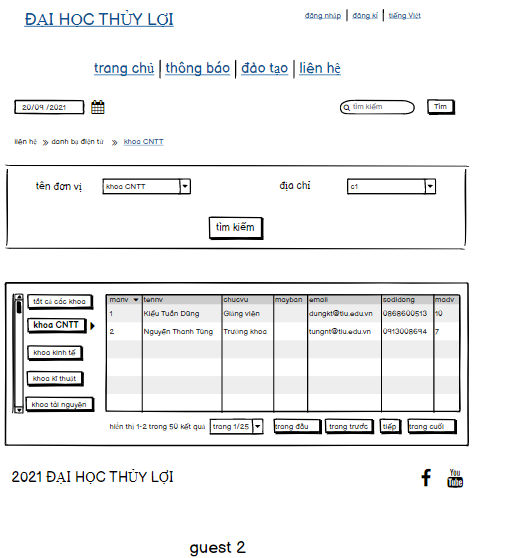 ĐẠI HỌC THỦY LỢI
đăng nhập | đăng kí | tiếng Việt
trang chủ | thông báo | đào tạo | liên hệ
20/09 /2021
tìm kiếm
Tìm
liên hệ >> danh bạ điện tử >> khoa CNTT
tên đơn vị khoa CNTT địa chỉ c1
tìm kiếm
tất cả các khoa
khoa CNTT
khoa kinh tế
khoa kĩ thuật
khoa tài nguyên
manv tennv chucvu mayban email sodidong madv
1 Kiều Tuấn Dũng Giảng viên dungkt@tlu.edu.vn 0868600513 10
2 Nguyễn Thanh Tùng Trưởng khoa tungnt@tlu.edu.vn 0913008694 7
hiển thị 1-2 trong 50 kết quả trang 1/25 trang đầu trang trước tiếp trang cuối
2021 ĐẠI HỌC THỦY LỢI
You Tube
guest 2